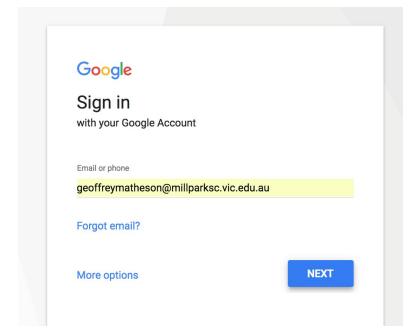 Google
Sign in
with your Google Account
Email or phone
geoffreymatheson@millparksc.vic.edu.au
Forgot email?
More options
NEXT